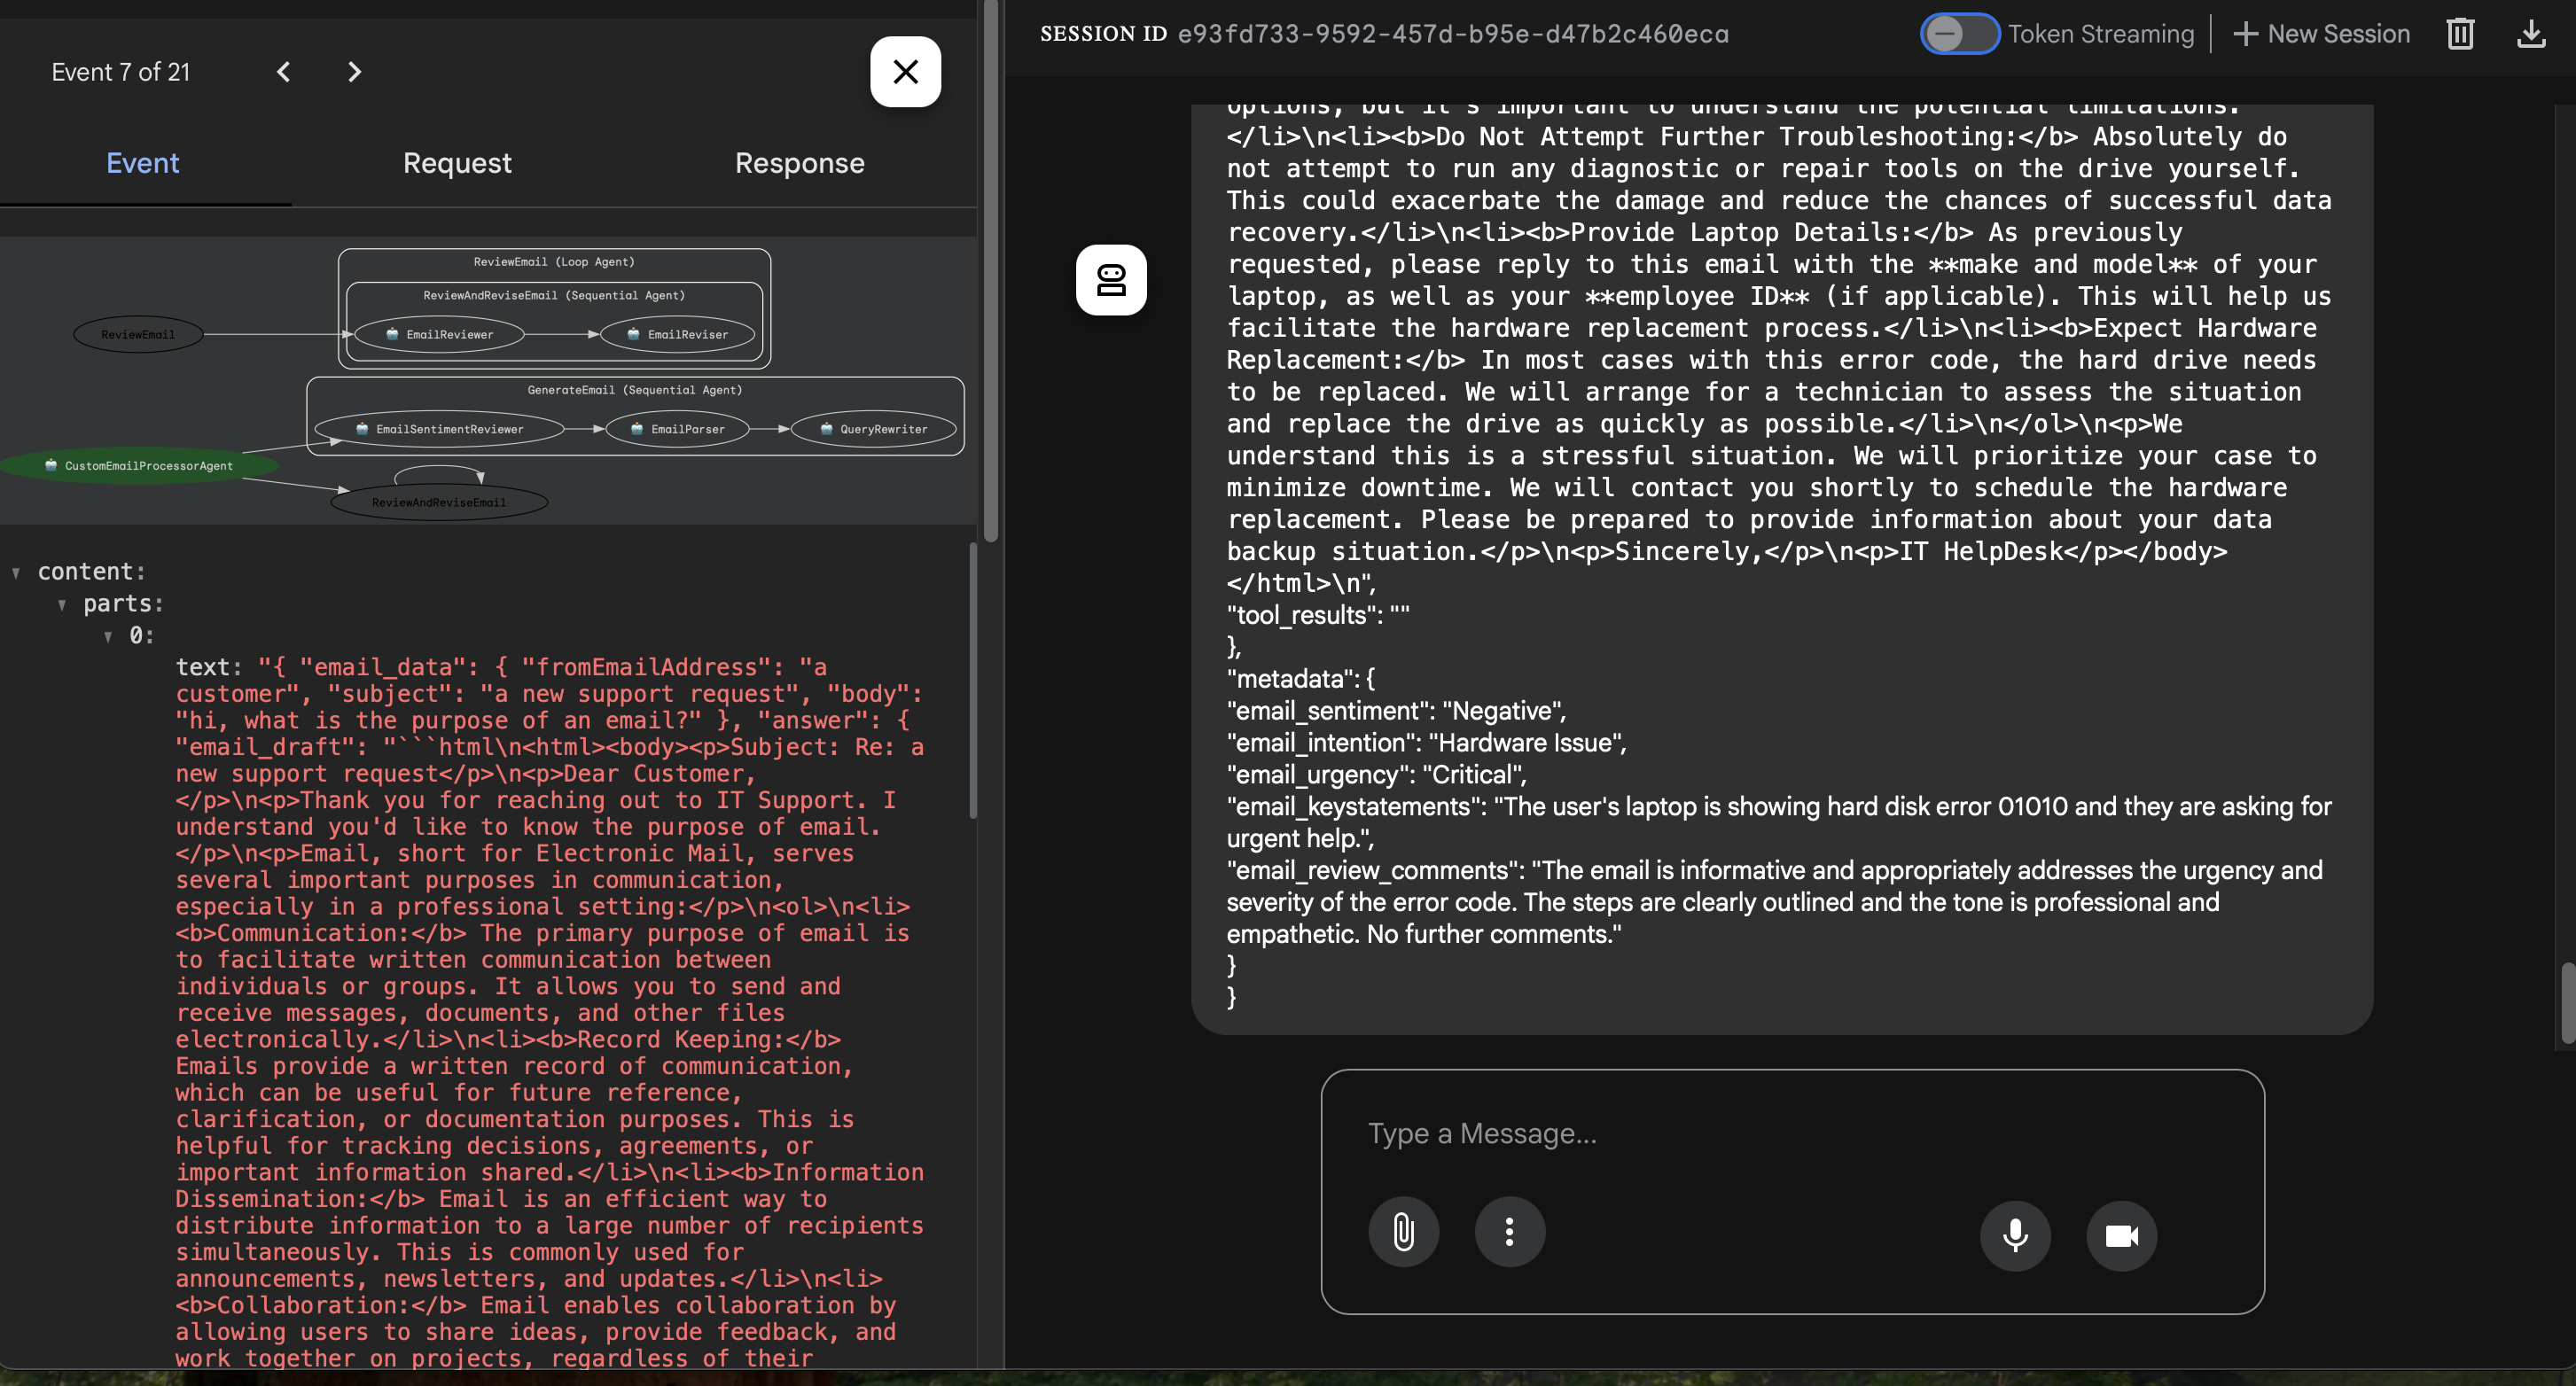 Event 7 of 21
Event
Request
Response
ReviewEmail (Loop Agent)
ReviewAndReviseEmail (Sequential Agent)
ReviewEmail
EmailReviewer
EmailReviser
GenerateEmail (Sequential Agent)
EmailSentimentReviewer
EmailParser
QueryRewriter
CustomEmailProcessorAgent
ReviewAndReviseEmail
content:
parts:
0:
text: "{ "email_data": { "fromEmailAddress": "a
customer", "subject": "a new support request", "body":
"hi, what is the purpose of an email?" }, "answer": {
"email_draft": "```html\n<html><body><p>Subject: Re: a
new support request</p>\n<p>Dear Customer,
</p>\n<p>Thank you for reaching out to IT Support. I
understand you'd like to know the purpose of email.
</p>\n<p>Email, short for Electronic Mail, serves
several important purposes in communication,
especially in a professional setting:</p>\n<ol>\n<li>
<b>Communication:</b> The primary purpose of email is
to facilitate written communication between
individuals or groups. It allows you to send and
receive messages, documents, and other files
electronically.</li>\n<li><b>Record Keeping:</b>
Emails provide a written record of communication,
which can be useful for future reference,
clarification, or documentation purposes. This is
helpful for tracking decisions, agreements, or
important information shared.</li>\n<li><b>Information
Dissemination:</b> Email is an efficient way to
distribute information to a large number of recipients
simultaneously. This is commonly used for
announcements, newsletters, and updates.</li>\n<li>
<b>Collaboration:</b> Email enables collaboration by
allowing users to share ideas, provide feedback, and
work together on projects, regardless of their
SESSION ID e93fd733-9592-457d-b95e-d47b2c460eca
Token Streaming
New Session
options, but it's important to understand the potential limitations.
</li>\n<li><b>Do Not Attempt Further Troubleshooting:</b> Absolutely do
not attempt to run any diagnostic or repair tools on the drive yourself.
This could exacerbate the damage and reduce the chances of successful data
recovery.</li>\n<li><b>Provide Laptop Details:</b> As previously
requested, please reply to this email with the **make and model** of your
laptop, as well as your **employee ID** (if applicable). This will help us
facilitate the hardware replacement process.</li>\n<li><b>Expect Hardware
Replacement:</b> In most cases with this error code, the hard drive needs
to be replaced. We will arrange for a technician to assess the situation
and replace the drive as quickly as possible.</li>\n</ol>\n<p>We
understand this is a stressful situation. We will prioritize your case to
minimize downtime. We will contact you shortly to schedule the hardware
replacement. Please be prepared to provide information about your data
backup situation.</p>\n<p>Sincerely,</p>\n<p>IT HelpDesk</p></body>
</html>\n",
"tool_results": ""
},
"metadata": {
"email_sentiment": "Negative",
"email_intention": "Hardware Issue",
"email_urgency": "Critical",
"email_keystatements": "The user's laptop is showing hard disk error 01010 and they are asking for
urgent help.",
"email_review_comments": "The email is informative and appropriately addresses the urgency and
severity of the error code. The steps are clearly outlined and the tone is professional and
empathetic. No further comments."
}
}
Type a Message...